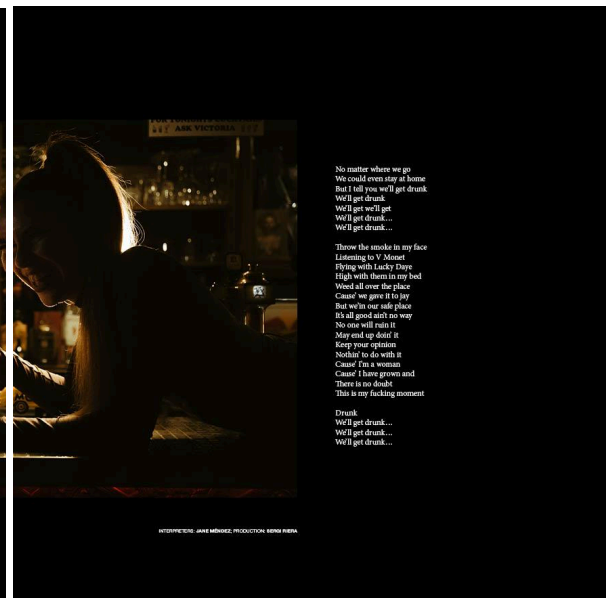 ASK VICTORIA
No matter where we go
We could even stay at home
But I tell you we'll get drunk
We'll get drunk
We'll get we'll get
We'll get drunk…
We'll get drunk…
Throw the smoke in my face
Listening to V Monet
Flying with Lucky Daye
High with them in my bed
Weed all over the place
Cause' we gave it to jay
But we'in our safe place
It's all good ain't no way
No one will ruin it
May end up doin' it
Keep your opinion
Nothin' to do with it
Cause' I'm a woman
Cause' I have grown and
There is no doubt
This is my fucking moment
Drunk
We'll get drunk…
We'll get drunk…
We'll get drunk…
INTERPRETERS: JANE MÉNDEZ; PRODUCTION: SERGI RIERA